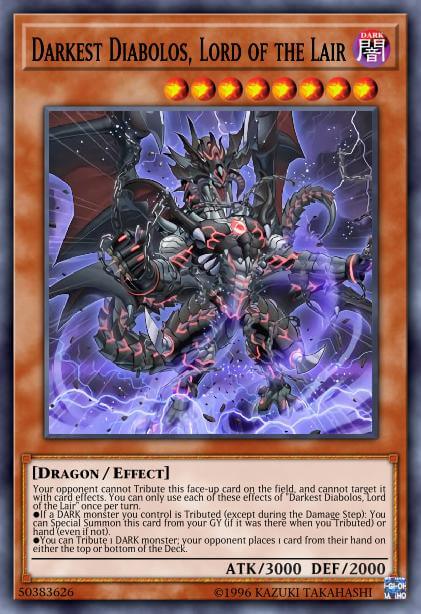 DARKEST DIABOLOS, LORD OF THE LAIR
DARK
闇
[DRAGON / EFFECT]
Your opponent cannot Tribute this face-up card on the field, and cannot target it
with card effects. You can only use each of these effects of "Darkest Diabolos, Lord
of the Lair" once per turn.
●If a DARK monster you control is Tributed (except during the Damage Step): You
can Special Summon this card from your GY (if it was there when you Tributed) or
hand (even if not).
●You can Tribute 1 DARK monster; your opponent places 1 card from their hand on
either the top or bottom of the Deck.
ATK/3000 DEF/2000
50383626
©1996 KAZUKI TAKAHASHI